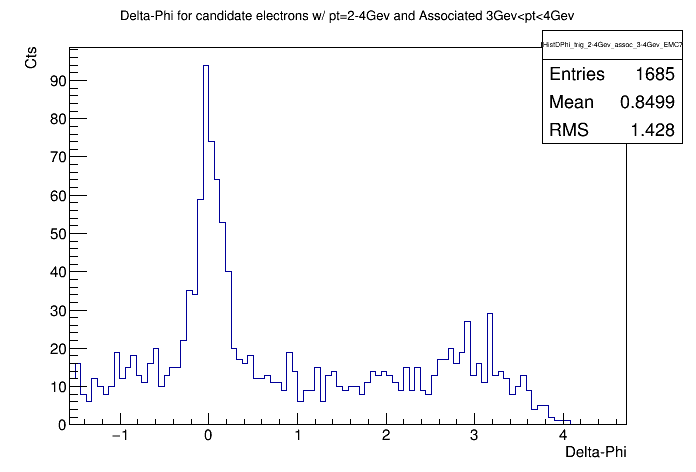 Delta-Phi for candidate electrons w/ pt=2-4Gev and Associated 3Gev<pt<4Gev
HistDPhi_trig_2-4Gev_assoc_3-4Gev_EMC7
Entries 1685
Mean 0.8499
RMS 1.428
Cts
90
80
70
60
50
40
30
20
10
0
−1 0 1 2 3 4
Delta-Phi